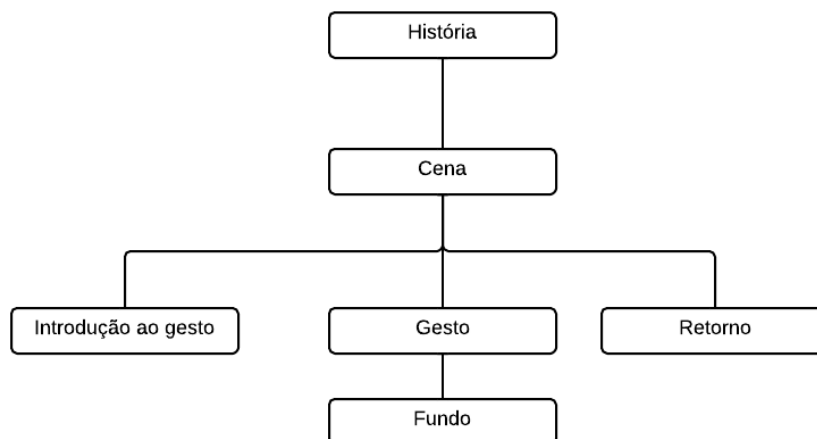 História
Cena
Introdução ao gesto
Gesto
Retorno
Fundo